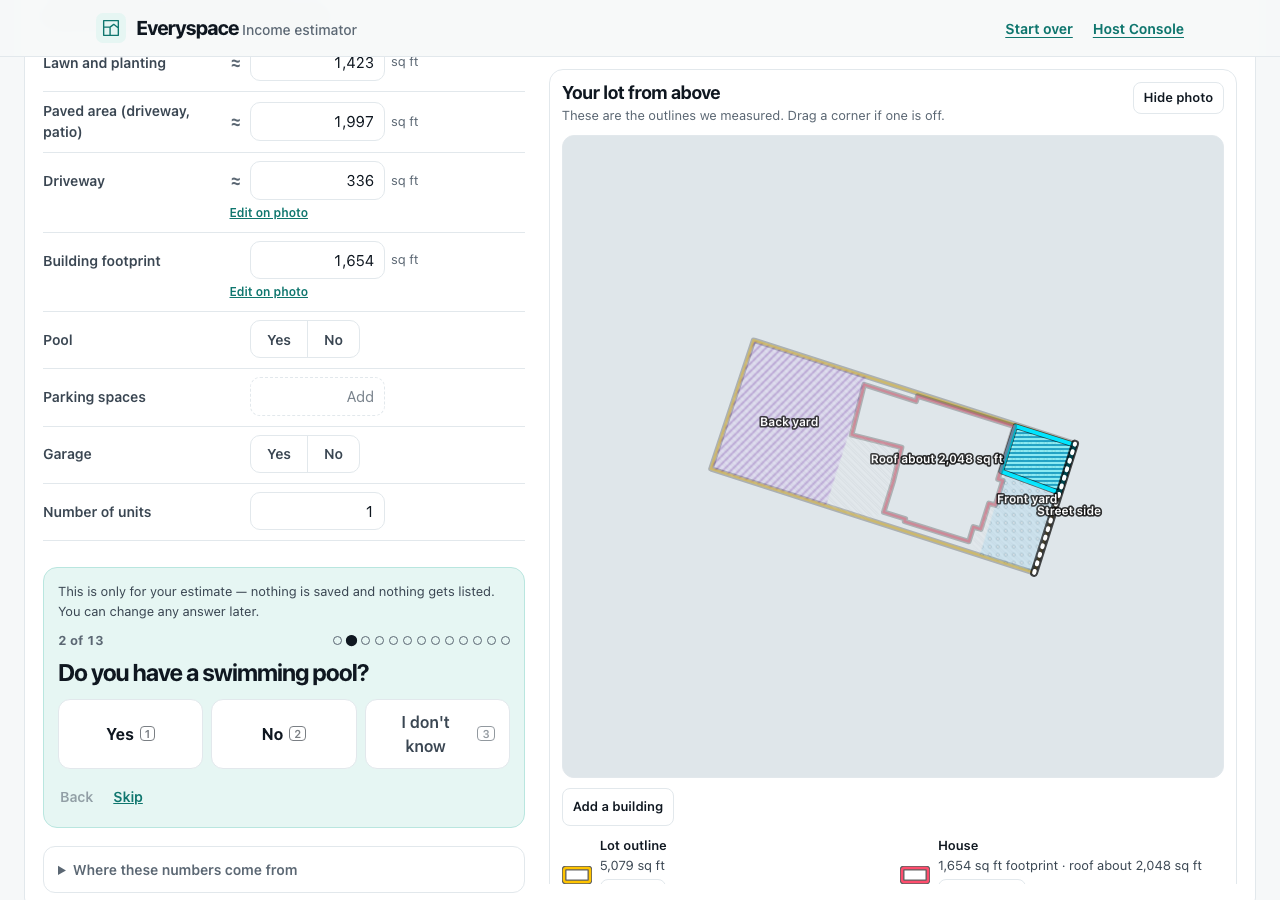 Everyspace Income estimator
Start over
Host Console
Lawn and planting ≈ 1,423 sq ft
Paved area (driveway, patio) ≈ 1,997 sq ft
Driveway ≈ 336 sq ft
Edit on photo
Building footprint 1,654 sq ft
Edit on photo
Pool Yes No
Parking spaces Add
Garage Yes No
Number of units 1
This is only for your estimate — nothing is saved and nothing gets listed.
You can change any answer later.
2 of 13
Do you have a swimming pool?
Yes 1
No 2
I don't know 3
Back Skip
Where these numbers come from
Your lot from above
These are the outlines we measured. Drag a corner if one is off.
Hide photo
Back yard
Roof about 2,048 sq ft
Front yard
Street side
Add a building
Lot outline
5,079 sq ft
House
1,654 sq ft footprint · roof about 2,048 sq ft